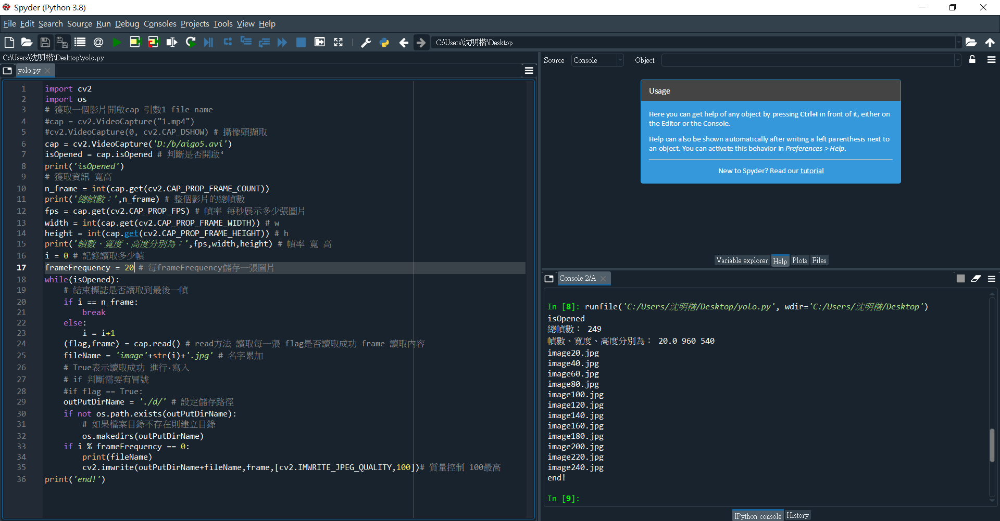 Spyder (Python 3.8)
File Edit Search Source Run Debug Consoles Projects Tools View Help
C:\Users\沈明楷\Desktop
C:\Users\沈明楷\Desktop\yolo.py
yolo.py
1 import cv2
2 import os
3 # 獲取一個影片開啟cap 引數1 file name
4 #cap = cv2.VideoCapture("1.mp4")
5 #cv2.VideoCapture(0, cv2.CAP_DSHOW) # 攝像頭擷取
6 cap = cv2.VideoCapture('D:/b/aigo5.avi')
7 isOpened = cap.isOpened # 判斷是否開啟‘
8 print('isOpened')
9 # 獲取資訊 寬高
10 n_frame = int(cap.get(cv2.CAP_PROP_FRAME_COUNT))
11 print('總幀數：',n_frame) # 整個影片的總幀數
12 fps = cap.get(cv2.CAP_PROP_FPS) # 幀率 每秒展示多少張圖片
13 width = int(cap.get(cv2.CAP_PROP_FRAME_WIDTH)) # w
14 height = int(cap.get(cv2.CAP_PROP_FRAME_HEIGHT)) # h
15 print('幀數、寬度、高度分別為：',fps,width,height) # 幀率 寬 高
16 i = 0 # 記錄讀取多少幀
17 frameFrequency = 20 # 每frameFrequency儲存一張圖片
18 while(isOpened):
19 # 結束標誌是否讀取到最後一幀
20 if i == n_frame:
21 break
22 else:
23 i = i+1
24 (flag,frame) = cap.read() # read方法 讀取每一張 flag是否讀取成功 frame 讀取內容
25 fileName = 'image'+str(i)+'.jpg' # 名字累加
26 # True表示讀取成功 進行·寫入
27 # if 判斷需要有冒號
28 #if flag == True:
29 outPutDirName = './d/' # 設定儲存路徑
30 if not os.path.exists(outPutDirName):
31 # 如果檔案目錄不存在則建立目錄
32 os.makedirs(outPutDirName)
33 if i % frameFrequency == 0:
34 print(fileName)
35 cv2.imwrite(outPutDirName+fileName,frame,[cv2.IMWRITE_JPEG_QUALITY,100])# 質量控制 100最高
36 print('end!')
Source Console Object
Usage
Here you can get help of any object by pressing Ctrl+I in front of it, either on
the Editor or the Console.
Help can also be shown automatically after writing a left parenthesis next to
an object. You can activate this behavior in Preferences > Help.
New to Spyder? Read our tutorial
Variable explorer Help Plots Files
Console 2/A
In [8]: runfile('C:/Users/沈明楷/Desktop/yolo.py', wdir='C:/Users/沈明楷/Desktop')
isOpened
總幀數： 249
幀數、寬度、高度分別為： 20.0 960 540
image20.jpg
image40.jpg
image60.jpg
image80.jpg
image100.jpg
image120.jpg
image140.jpg
image160.jpg
image180.jpg
image200.jpg
image220.jpg
image240.jpg
end!
In [9]:
IPython console History